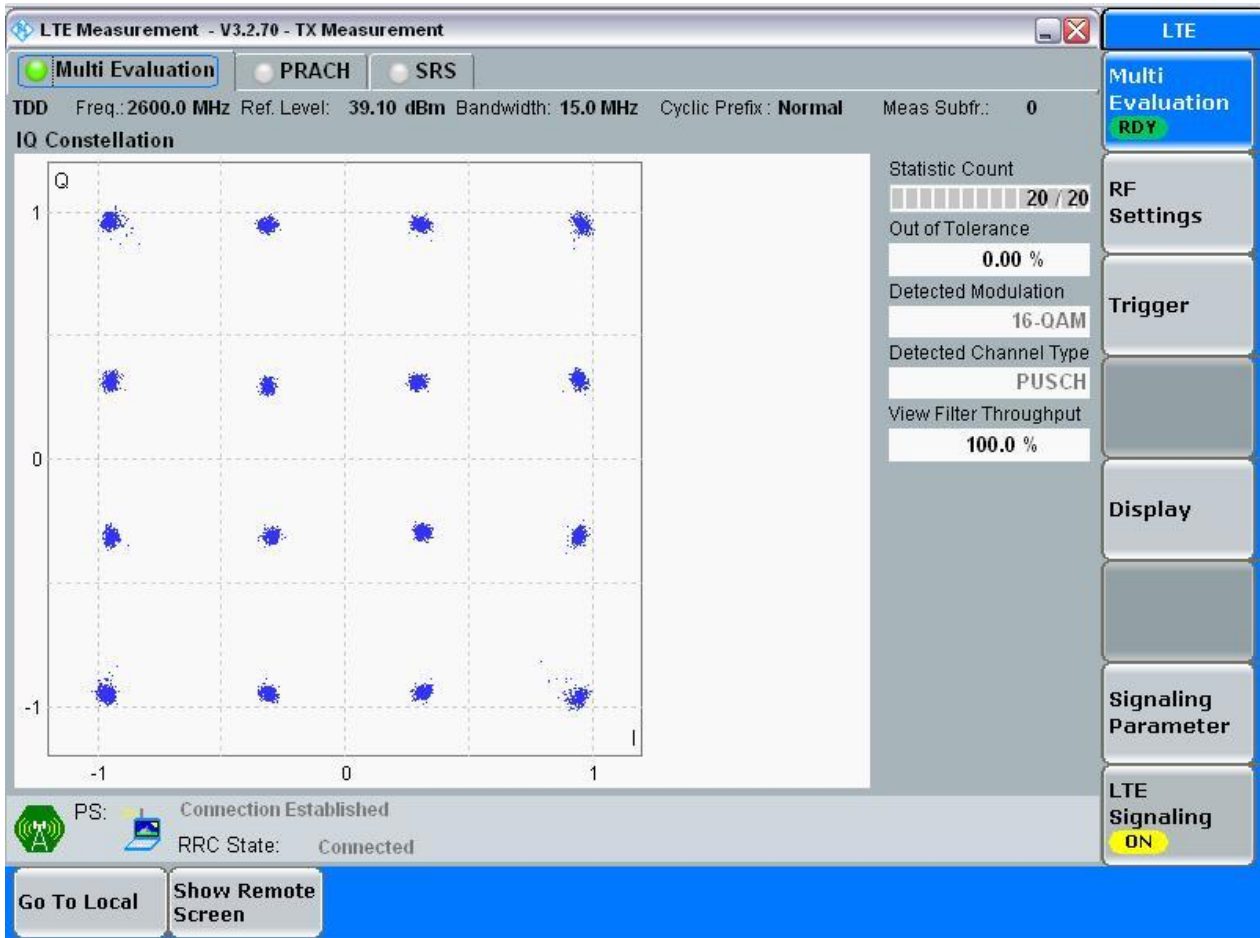 LTE Measurement - V3.2.70 - TX Measurement
LTE
Multi Evaluation PRACH SRS
TDD Freq.: 2600.0 MHz Ref. Level: 39.10 dBm Bandwidth: 15.0 MHz Cyclic Prefix : Normal Meas Subfr.: 0
IQ Constellation
Q
1
0
-1
I
-1 0 1
Statistic Count
20 / 20
Out of Tolerance
0.00 %
Detected Modulation
16-QAM
Detected Channel Type
PUSCH
View Filter Throughput
100.0 %
Multi
Evaluation
RDY
RF
Settings
Trigger
Display
Signaling
Parameter
LTE
Signaling
ON
PS: Connection Established
RRC State: Connected
Go To Local
Show Remote
Screen